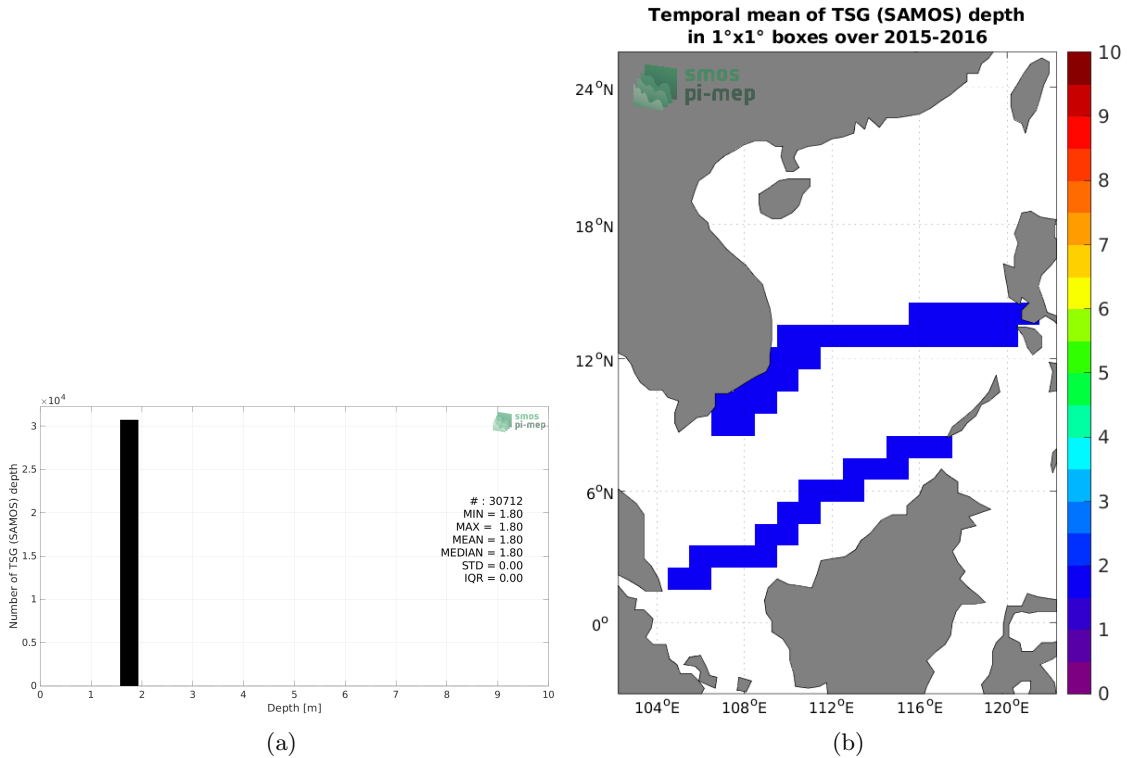 ×10⁴
3
2.5
2
1.5
1
0.5
0
0 1 2 3 4 5 6 7 8 9 10
Number of TSG (SAMOS) depth
Depth [m]
smos
pi-mep
# : 30712
MIN = 1.80
MAX = 1.80
MEAN = 1.80
MEDIAN = 1.80
STD = 0.00
IQR = 0.00
(a)
Temporal mean of TSG (SAMOS) depth
in 1°x1° boxes over 2015-2016
smos
pi-mep
24°N
18°N
12°N
6°N
0°
104°E 108°E 112°E 116°E 120°E
10
9
8
7
6
5
4
3
2
1
0
(b)